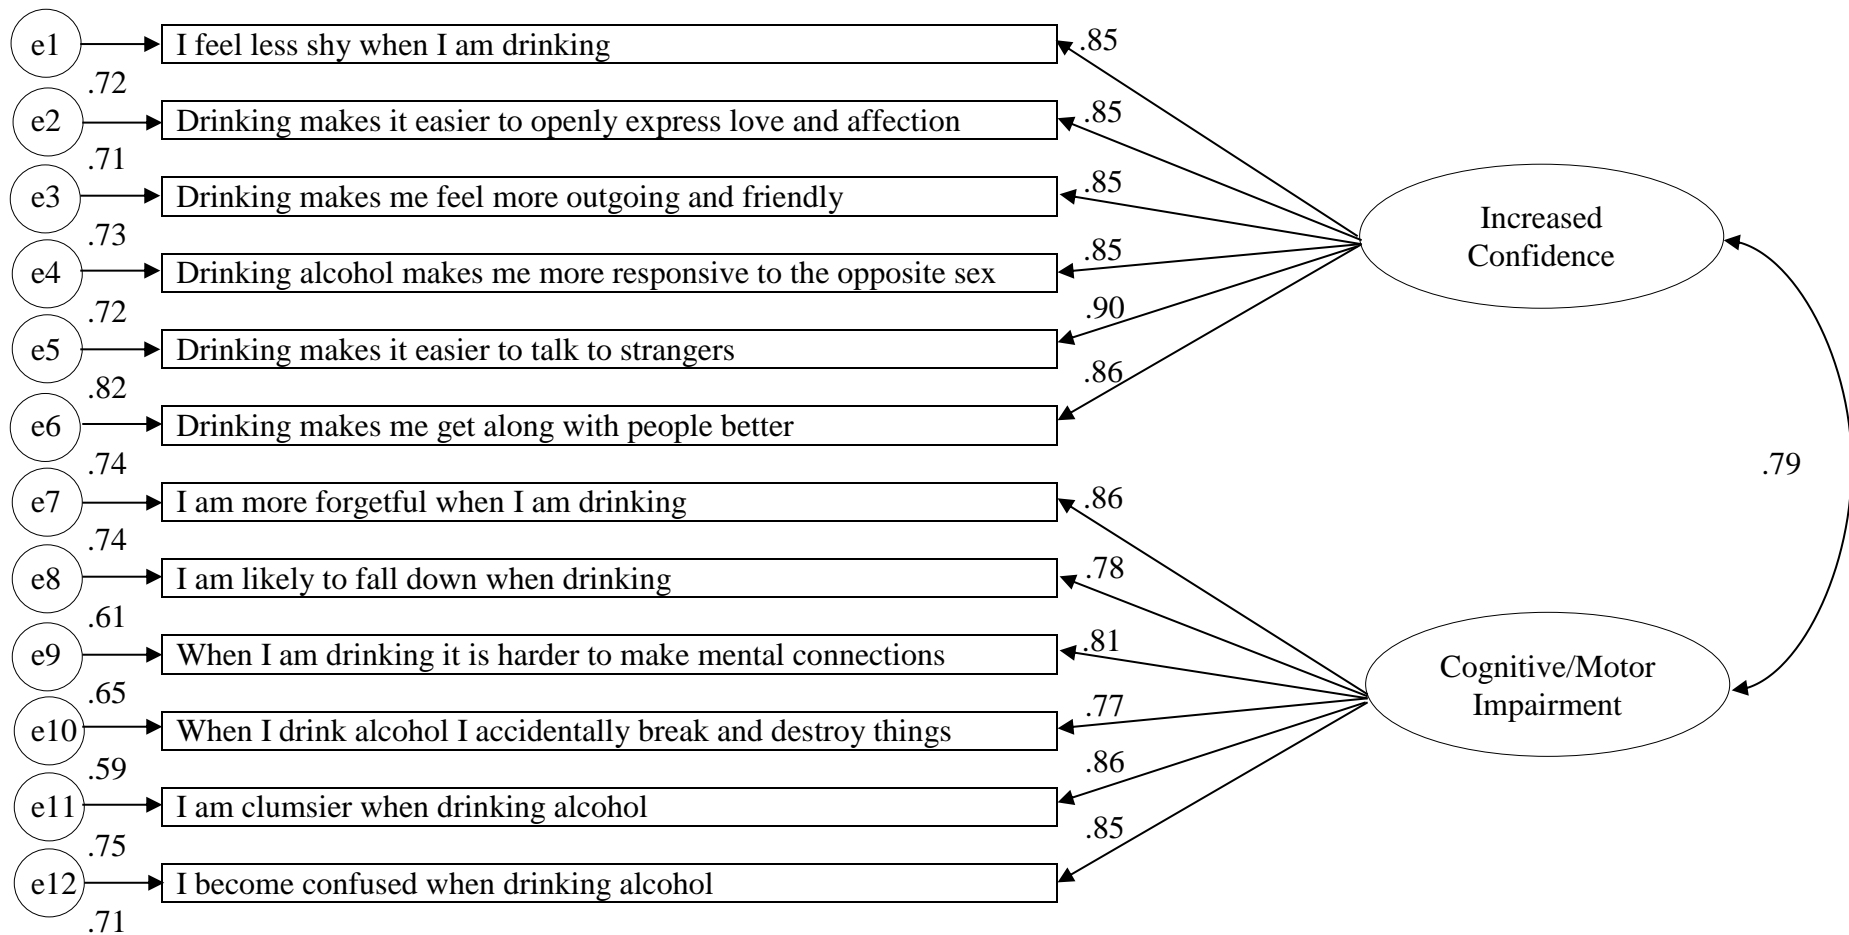 e1 I feel less shy when I am drinking .85
.72
e2 Drinking makes it easier to openly express love and affection .85
.71
e3 Drinking makes me feel more outgoing and friendly .85
.73
e4 Drinking alcohol makes me more responsive to the opposite sex .85
.72
e5 Drinking makes it easier to talk to strangers .90
.82
e6 Drinking makes me get along with people better .86
.74
e7 I am more forgetful when I am drinking .86
.74
e8 I am likely to fall down when drinking .78
.61
e9 When I am drinking it is harder to make mental connections .81
.65
e10 When I drink alcohol I accidentally break and destroy things .77
.59
e11 I am clumsier when drinking alcohol .86
.75
e12 I become confused when drinking alcohol .85
.71
Increased
Confidence
.79
Cognitive/Motor
Impairment